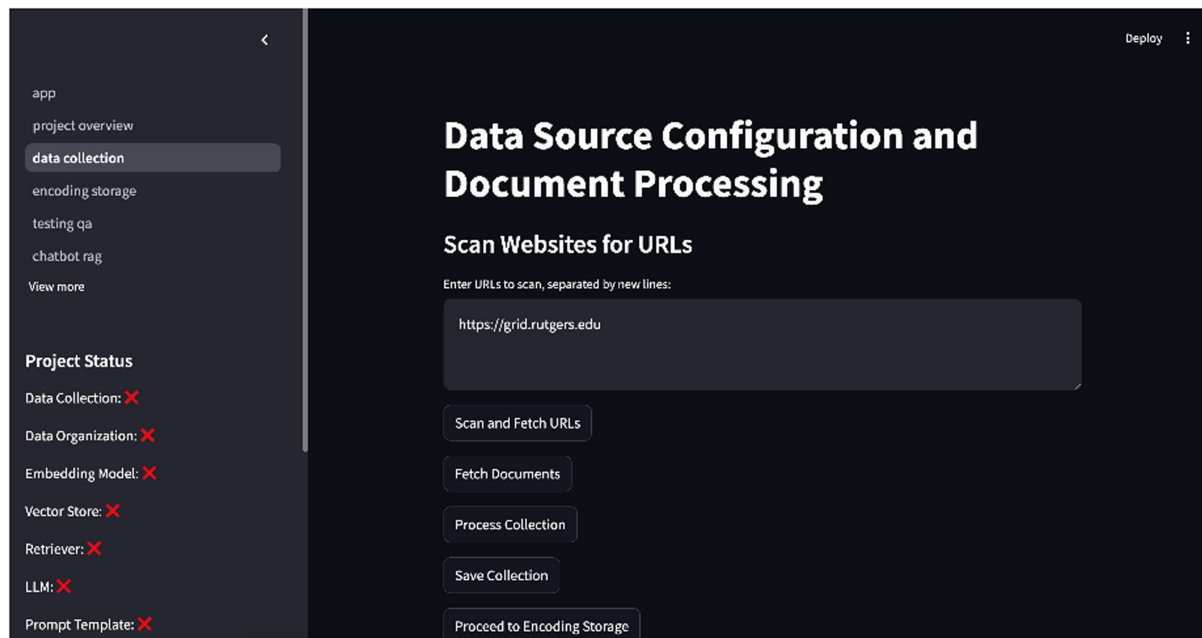 app
project overview
data collection
encoding storage
testing qa
chatbot rag
View more
Project Status
Data Collection: ❌
Data Organization: ❌
Embedding Model: ❌
Vector Store: ❌
Retriever: ❌
LLM: ❌
Prompt Template: ❌
Deploy
Data Source Configuration and
Document Processing
Scan Websites for URLs
Enter URLs to scan, separated by new lines:
https://grid.rutgers.edu
Scan and Fetch URLs
Fetch Documents
Process Collection
Save Collection
Proceed to Encoding Storage